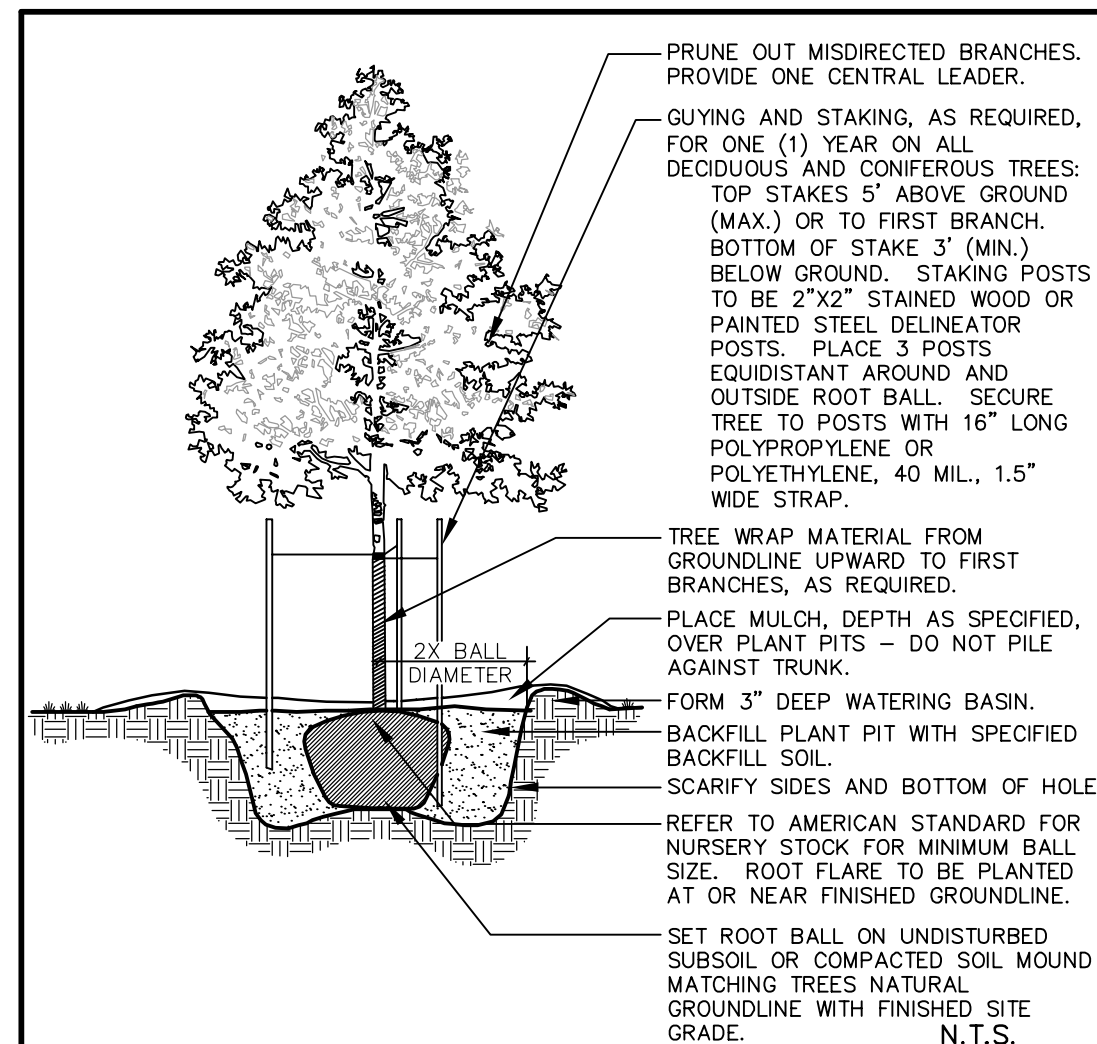 PRUNE OUT MISDIRECTED BRANCHES.
PROVIDE ONE CENTRAL LEADER.
GUYING AND STAKING, AS REQUIRED,
FOR ONE (1) YEAR ON ALL
DECIDUOUS AND CONIFEROUS TREES:
TOP STAKES 5' ABOVE GROUND
(MAX.) OR TO FIRST BRANCH.
BOTTOM OF STAKE 3' (MIN.)
BELOW GROUND. STAKING POSTS
TO BE 2"X2" STAINED WOOD OR
PAINTED STEEL DELINEATOR
POSTS. PLACE 3 POSTS
EQUIDISTANT AROUND AND
OUTSIDE ROOT BALL. SECURE
TREE TO POSTS WITH 16" LONG
POLYPROPYLENE OR
POLYETHYLENE, 40 MIL., 1.5"
WIDE STRAP.
TREE WRAP MATERIAL FROM
GROUNDLINE UPWARD TO FIRST
BRANCHES, AS REQUIRED.
PLACE MULCH, DEPTH AS SPECIFIED,
OVER PLANT PITS – DO NOT PILE
AGAINST TRUNK.
2X BALL
DIAMETER
FORM 3" DEEP WATERING BASIN.
BACKFILL PLANT PIT WITH SPECIFIED
BACKFILL SOIL.
SCARIFY SIDES AND BOTTOM OF HOLE
REFER TO AMERICAN STANDARD FOR
NURSERY STOCK FOR MINIMUM BALL
SIZE. ROOT FLARE TO BE PLANTED
AT OR NEAR FINISHED GROUNDLINE.
SET ROOT BALL ON UNDISTURBED
SUBSOIL OR COMPACTED SOIL MOUND
MATCHING TREES NATURAL
GROUNDLINE WITH FINISHED SITE
GRADE.
N.T.S.